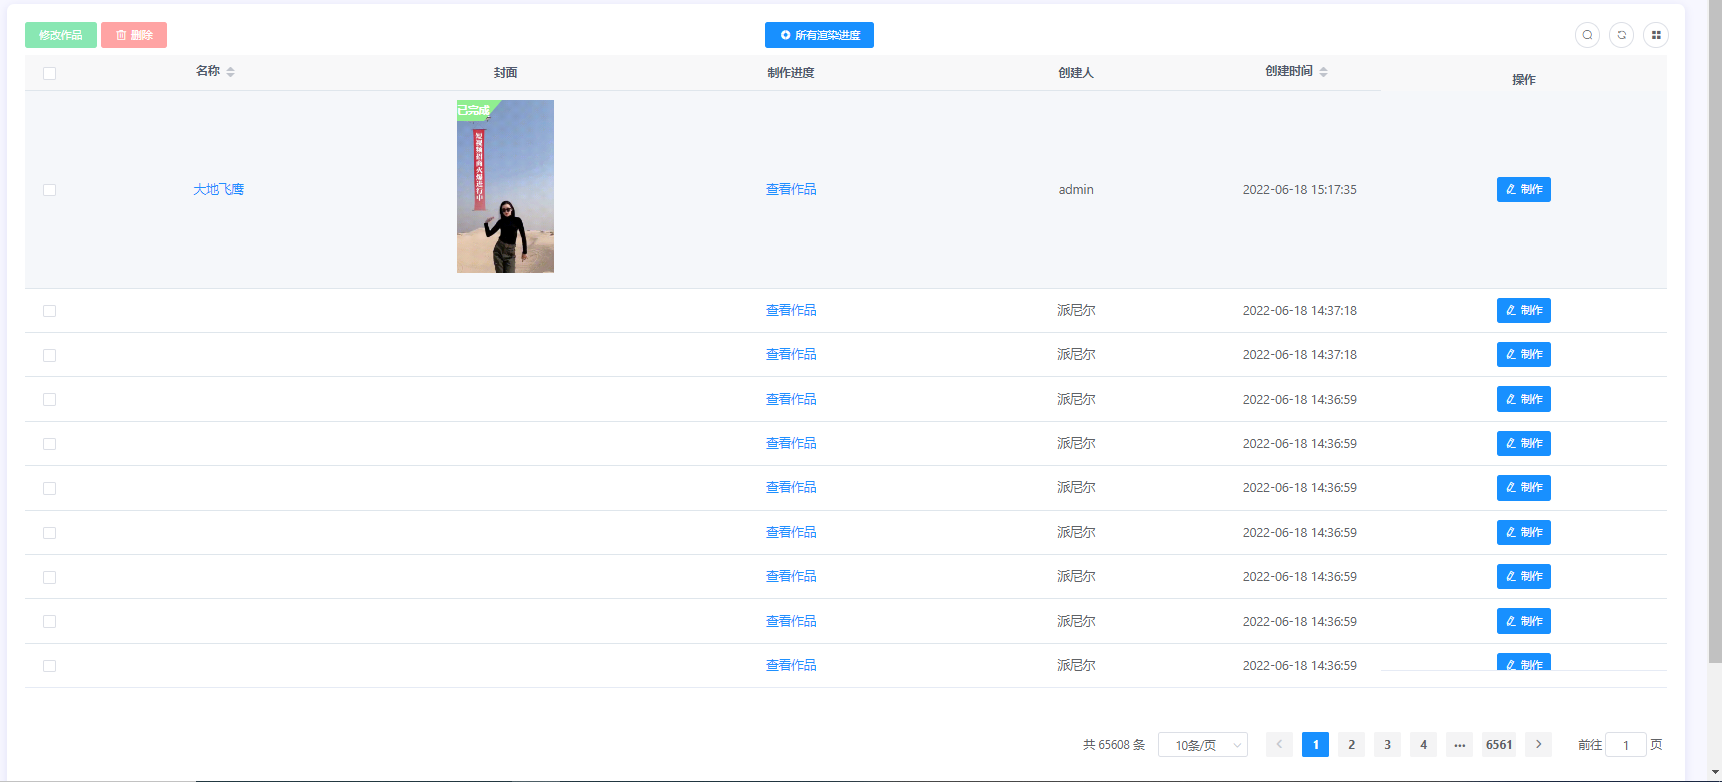 修改作品 删除 所有渲染进度
名称 封面 制作进度 创建人 创建时间 操作
已完成
短视频招商火爆进行中
大地飞鹰 查看作品 admin 2022-06-18 15:17:35 制作
查看作品 派尼尔 2022-06-18 14:37:18 制作
查看作品 派尼尔 2022-06-18 14:37:18 制作
查看作品 派尼尔 2022-06-18 14:36:59 制作
查看作品 派尼尔 2022-06-18 14:36:59 制作
查看作品 派尼尔 2022-06-18 14:36:59 制作
查看作品 派尼尔 2022-06-18 14:36:59 制作
查看作品 派尼尔 2022-06-18 14:36:59 制作
查看作品 派尼尔 2022-06-18 14:36:59 制作
查看作品 派尼尔 2022-06-18 14:36:59 制作
共 65608 条 10条/页 1 2 3 4 ... 6561 前往 1 页